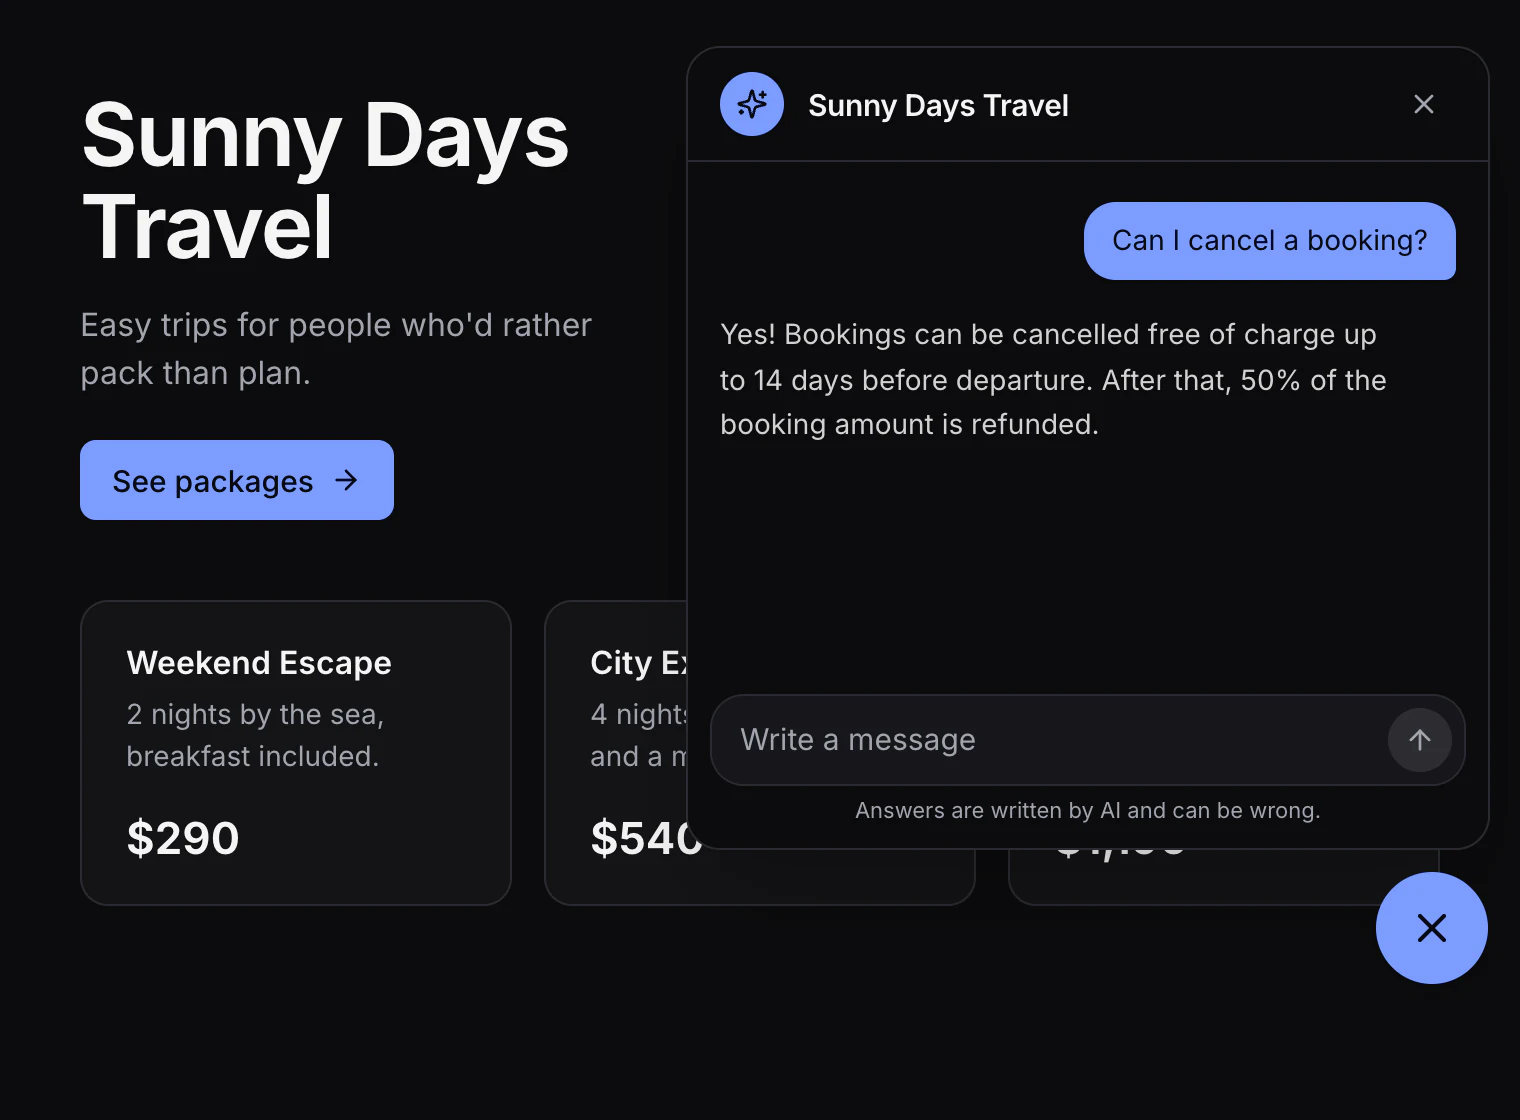 Sunny Days
Travel
Easy trips for people who'd rather
pack than plan.
See packages
Weekend Escape
2 nights by the sea,
breakfast included.
$290
City
4 nights
and a
$540
Sunny Days Travel
Can I cancel a booking?
Yes! Bookings can be cancelled free of charge up
to 14 days before departure. After that, 50% of the
booking amount is refunded.
Write a message
Answers are written by AI and can be wrong.